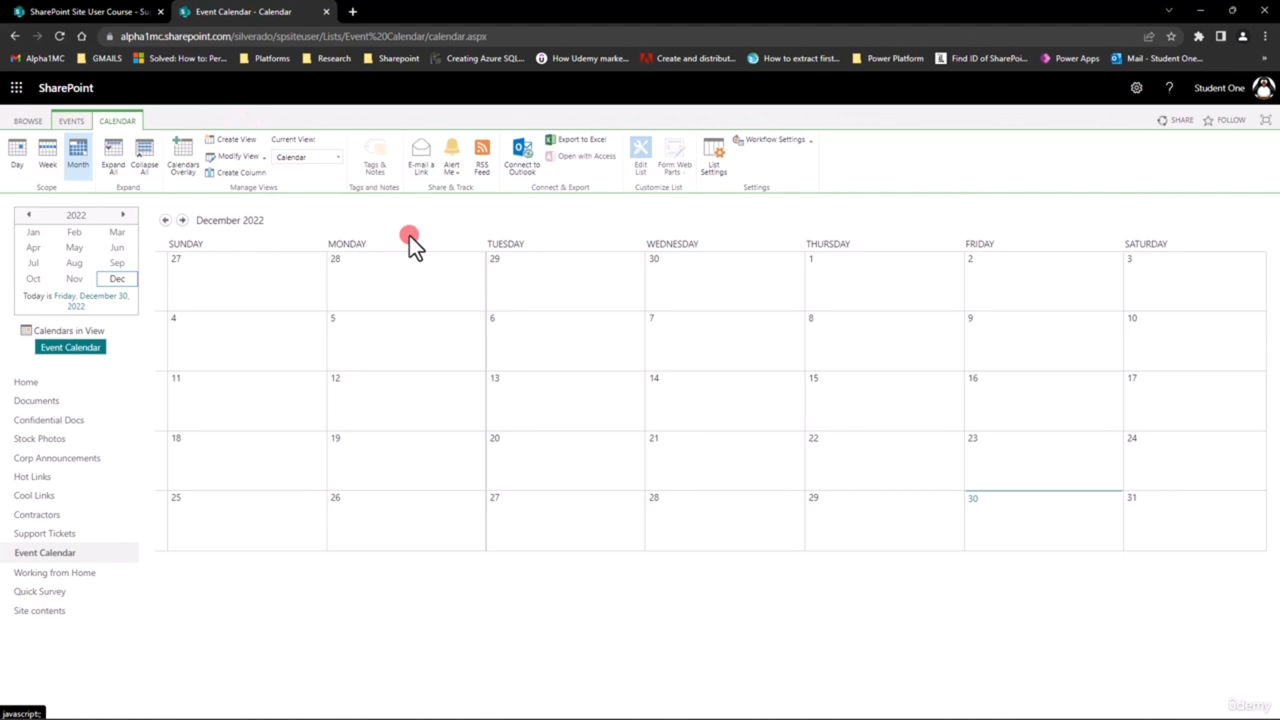 SharePoint Site User Course - Su
Event Calendar - Calendar
alpha1mc.sharepoint.com/silverado/spsiteuser/Lists/Event%20Calendar/calendar.aspx
Alpha1MC GMAILS Solved: How to: Per... Platforms Research Sharepoint Creating Azure SQL... How Udemy marke... Create and distribut... How to extract first... Power Platform Find ID of SharePoi... Power Apps Mail - Student One... »
SharePoint
? Student One
BROWSE EVENTS CALENDAR SHARE FOLLOW
Day Week Month
Scope
Expand All
Collapse All
Expand
Calendars Overlay
Create View
Modify View
Create Column
Current View:
Calendar
Manage Views
Tags & Notes
Tags and Notes
E-mail a Link
Alert Me
RSS Feed
Share & Track
Connect to Outlook
Export to Excel
Open with Access
Connect & Export
Edit List
Form Web Parts
Customize List
List Settings
Workflow Settings
Settings
2022
Jan Feb Mar
Apr May Jun
Jul Aug Sep
Oct Nov Dec
Today is Friday, December 30,
2022
Calendars in View
Event Calendar
Home
Documents
Confidential Docs
Stock Photos
Corp Announcements
Hot Links
Cool Links
Contractors
Support Tickets
Event Calendar
Working from Home
Quick Survey
Site contents
December 2022
SUNDAY MONDAY TUESDAY WEDNESDAY THURSDAY FRIDAY SATURDAY
27 28 29 30 1 2 3
4 5 6 7 8 9 10
11 12 13 14 15 16 17
18 19 20 21 22 23 24
25 26 27 28 29 30 31
javascript:;
ûdemy